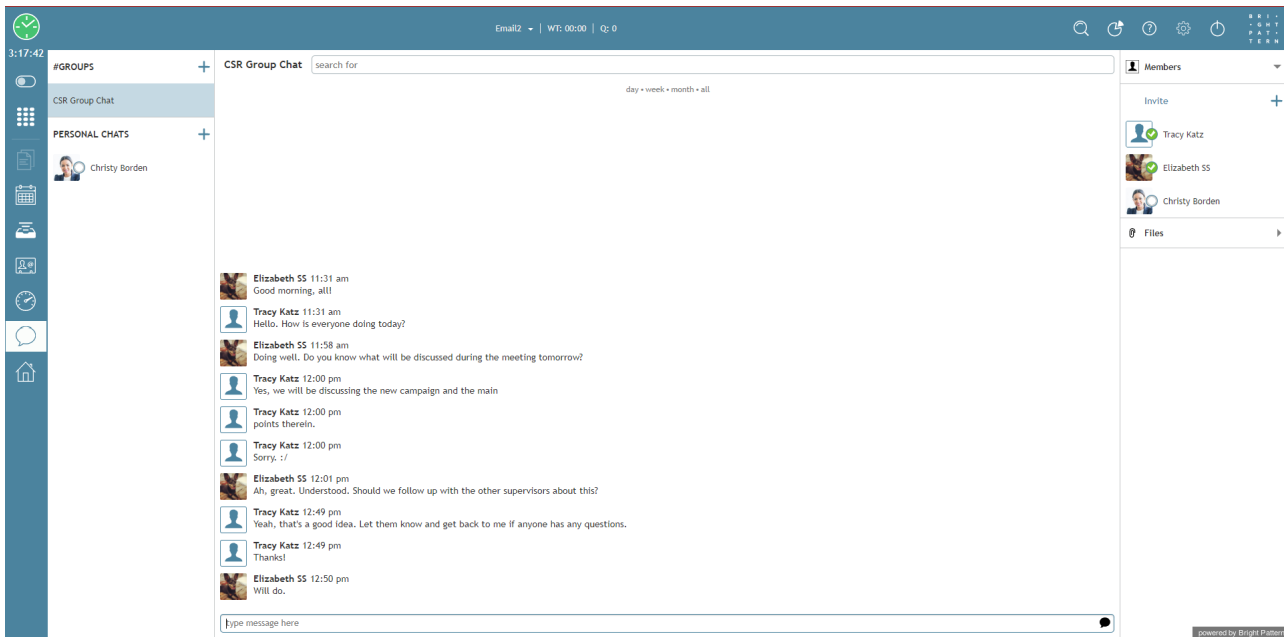 Email2 | WT: 00:00 | Q: 0
BRI·
·GHT
PAT·
TERN
3:17:42
#GROUPS
CSR Group Chat
PERSONAL CHATS
Christy Borden
CSR Group Chat search for
day • week • month • all
Elizabeth SS 11:31 am
Good morning, all!
Tracy Katz 11:31 am
Hello. How is everyone doing today?
Elizabeth SS 11:58 am
Doing well. Do you know what will be discussed during the meeting tomorrow?
Tracy Katz 12:00 pm
Yes, we will be discussing the new campaign and the main
Tracy Katz 12:00 pm
points therein.
Tracy Katz 12:00 pm
Sorry. :/
Elizabeth SS 12:01 pm
Ah, great. Understood. Should we follow up with the other supervisors about this?
Tracy Katz 12:49 pm
Yeah, that's a good idea. Let them know and get back to me if anyone has any questions.
Tracy Katz 12:49 pm
Thanks!
Elizabeth SS 12:50 pm
Will do.
type message here
Members
Invite
Tracy Katz
Elizabeth SS
Christy Borden
Files
powered by Bright Pattern